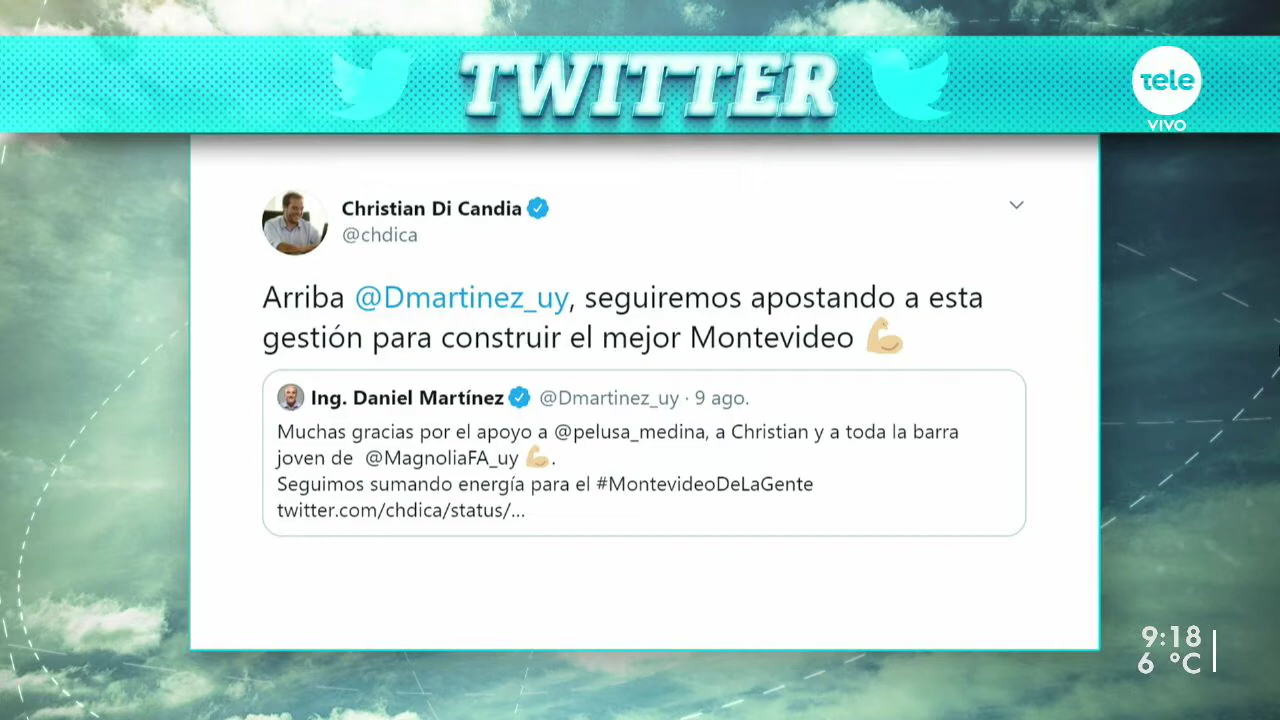 TWITTER
tele
VIVO
Christian Di Candia
@chdica
Arriba @Dmartinez_uy, seguiremos apostando a esta
gestión para construir el mejor Montevideo 💪🏼
Ing. Daniel Martínez @Dmartinez_uy · 9 ago.
Muchas gracias por el apoyo a @pelusa_medina, a Christian y a toda la barra
joven de @MagnoliaFA_uy 💪🏼.
Seguimos sumando energía para el #MontevideoDeLaGente
twitter.com/chdica/status/...
9:18
6 °C